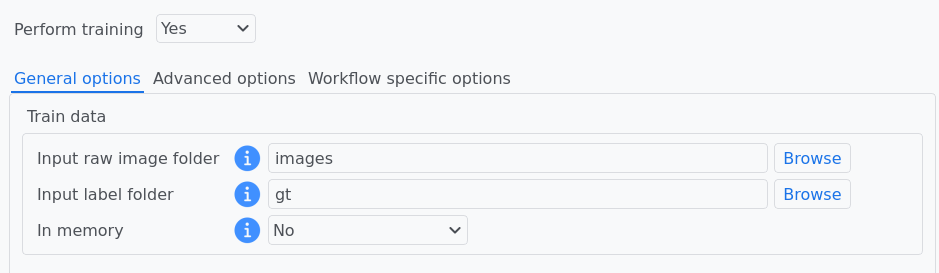 Perform training Yes
General options Advanced options Workflow specific options
Train data
Input raw image folder i images Browse
Input label folder i gt Browse
In memory i No